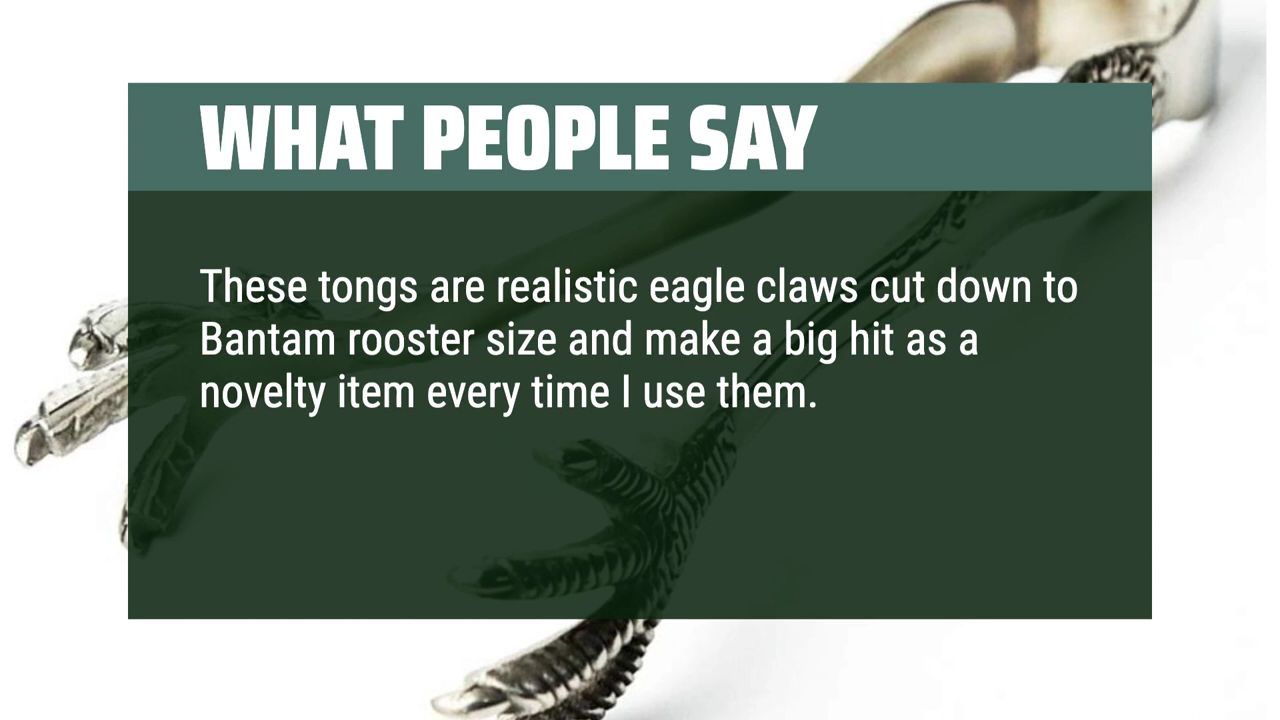 WHAT PEOPLE SAY
These tongs are realistic eagle claws cut down to
Bantam rooster size and make a big hit as a
novelty item every time I use them.